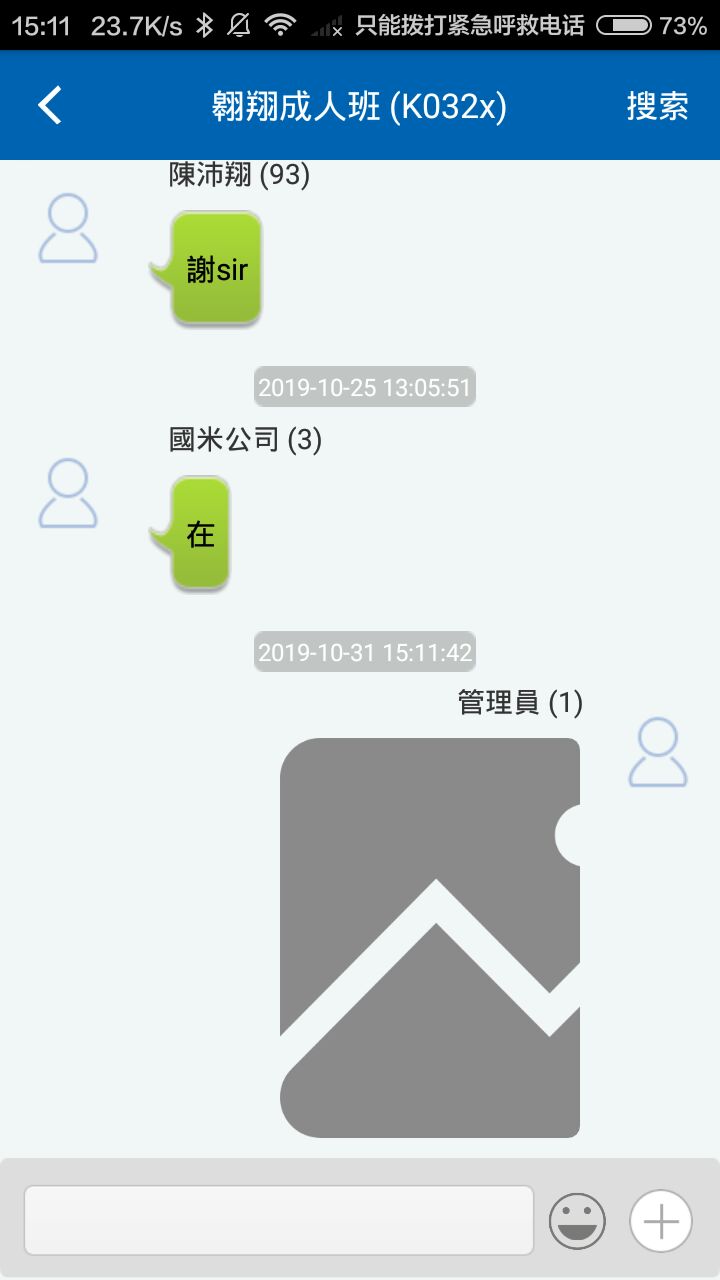 15:11 23.7K/s 只能拨打紧急呼救电话 73%
翱翔成人班 (K032x) 搜索
陳沛翔 (93)
謝sir
2019-10-25 13:05:51
國米公司 (3)
在
2019-10-31 15:11:42
管理員 (1)